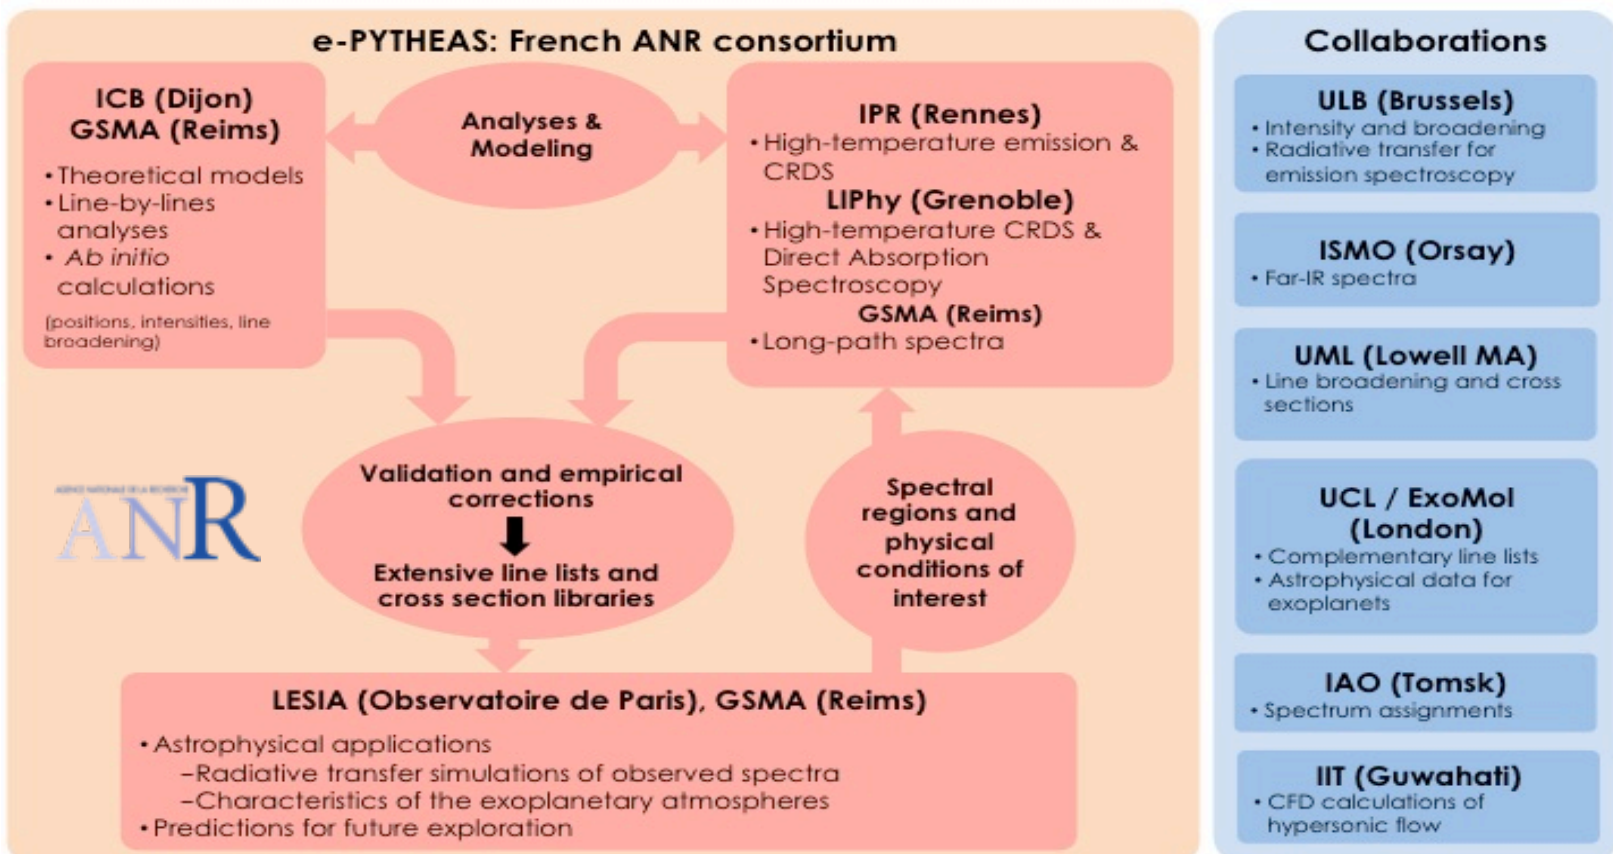 e-PYTHEAS: French ANR consortium
ICB (Dijon)
GSMA (Reims)
• Theoretical models
• Line-by-lines
analyses
• Ab initio
calculations
(positions, intensities, line
broadening)
Analyses &
Modeling
IPR (Rennes)
• High-temperature emission &
CRDS
LIPhy (Grenoble)
• High-temperature CRDS &
Direct Absorption
Spectroscopy
GSMA (Reims)
• Long-path spectra
Validation and empirical
corrections
Extensive line lists and
cross section libraries
Spectral
regions and
physical
conditions of
interest
AGENCE NATIONALE DE LA RECHERCHE
ANR
LESIA (Observatoire de Paris), GSMA (Reims)
• Astrophysical applications
–Radiative transfer simulations of observed spectra
–Characteristics of the exoplanetary atmospheres
• Predictions for future exploration
Collaborations
ULB (Brussels)
• Intensity and broadening
• Radiative transfer for
emission spectroscopy
ISMO (Orsay)
• Far-IR spectra
UML (Lowell MA)
• Line broadening and cross
sections
UCL / ExoMol
(London)
• Complementary line lists
• Astrophysical data for
exoplanets
IAO (Tomsk)
• Spectrum assignments
IIT (Guwahati)
• CFD calculations of
hypersonic flow